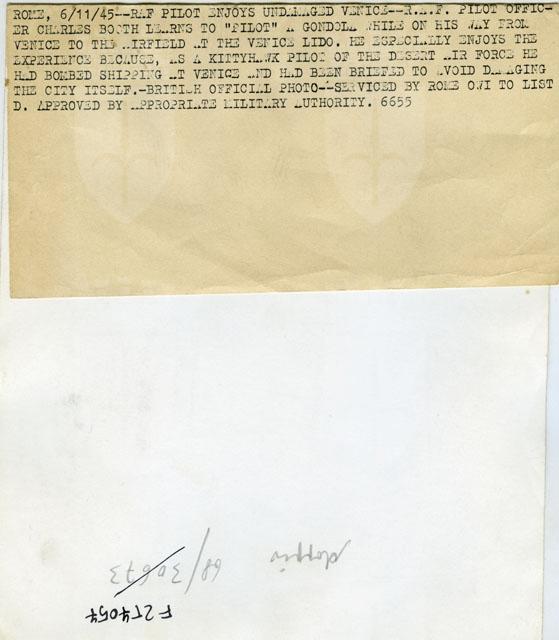 ROME, 6/11/45--RAF PILOT ENJOYS UNDAMAGED VENICE--R.A.F. PILOT OFFIC-
ER CHARLES BOOTH LEARNS TO "PILOT" A GONDOLA WHILE ON HIS WAY FROM
VENICE TO THE AIRFIELD AT THE VENICE LIDO. HE ESPECIALLY ENJOYS THE
EXPERIENCE BECAUSE, AS A KITTYHAWK PILOT OF THE DESERT AIR FORCE HE
HAD BOMBED SHIPPING AT VENICE AND HAD BEEN BRIEFED TO AVOID DAMAGING
THE CITY ITSELF.-BRITISH OFFICIAL PHOTO--SERVICED BY ROME OWI TO LIST
D. APPROVED BY APPROPRIATE MILITARY AUTHORITY. 6655
doppio
68/30673